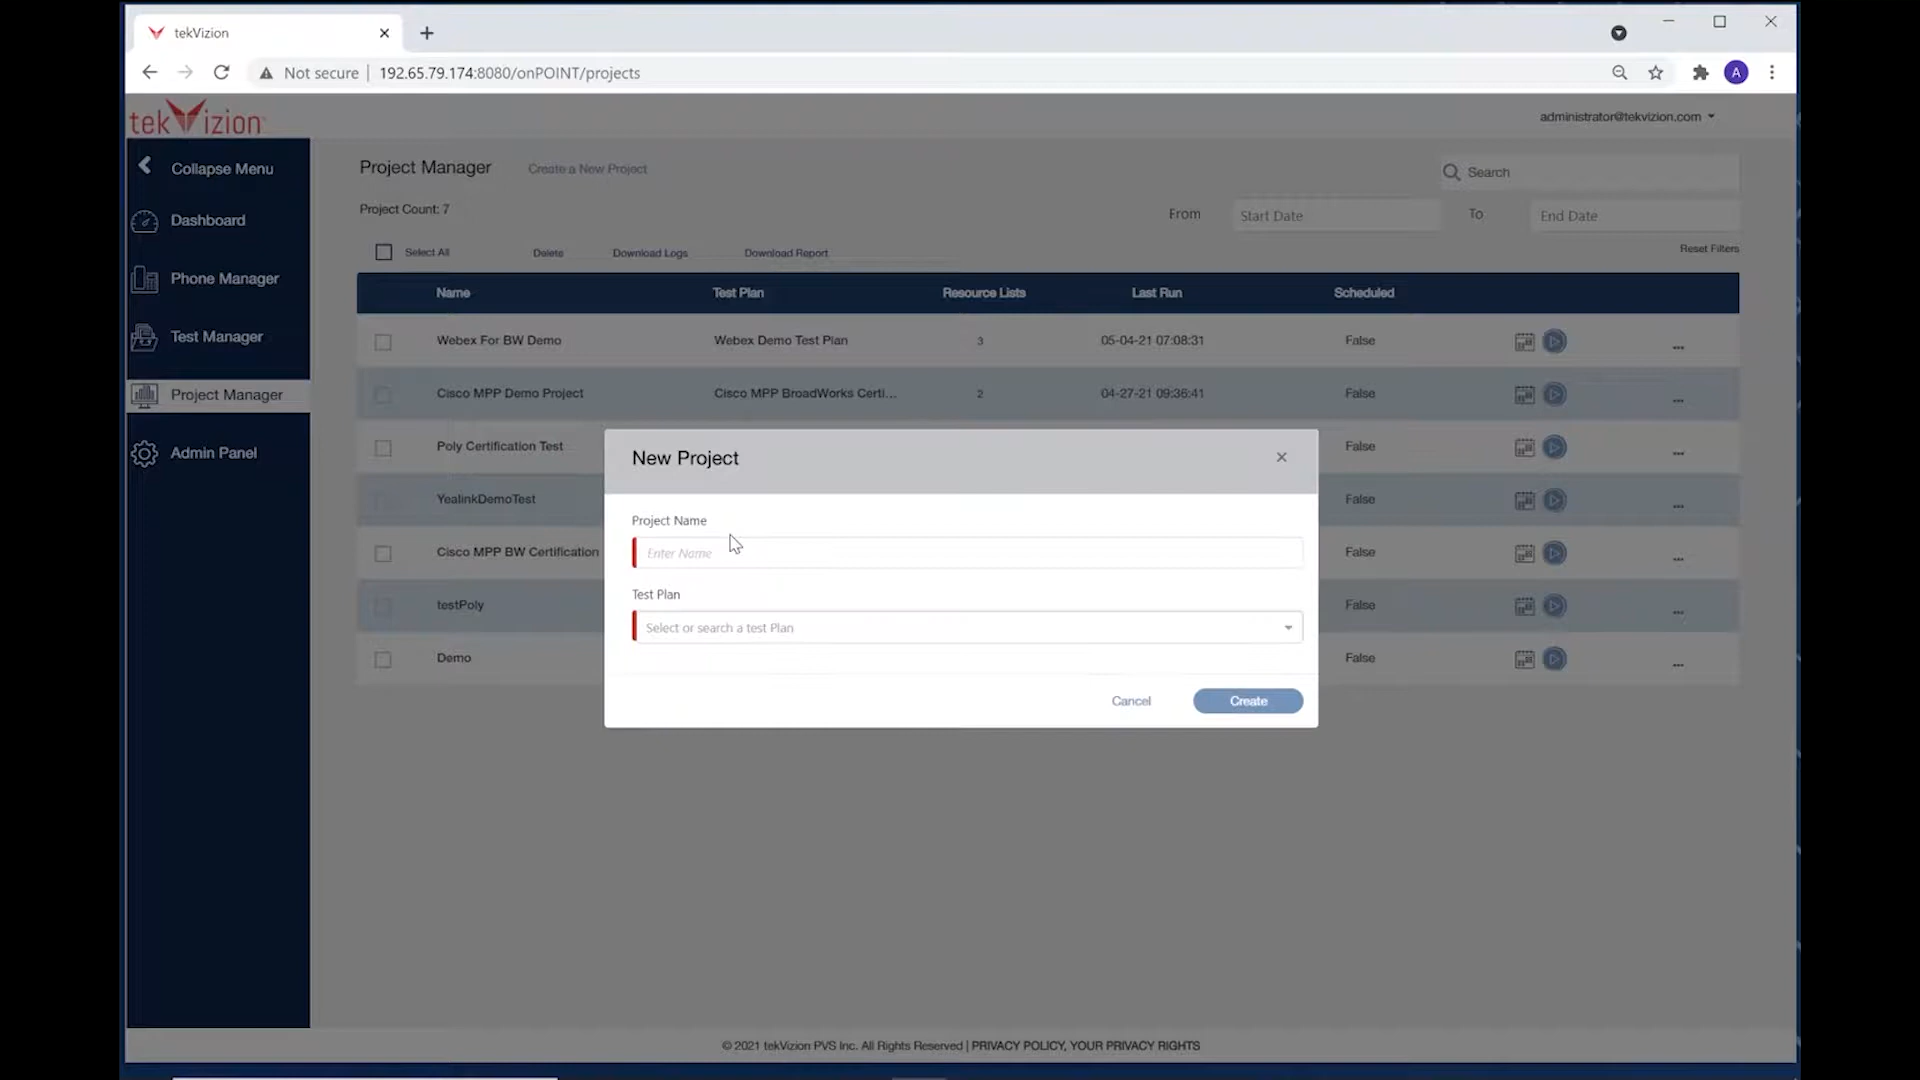 tekVizion
Not secure | 192.65.79.174:8080/onPOINT/projects
A
tekVizion
administrator@tekvizion.com
Collapse Menu
Dashboard
Phone Manager
Test Manager
Project Manager
Admin Panel
Project Manager
Create a New Project
Search
Project Count: 7
From
Start Date
To
End Date
Select All
Delete
Download Logs
Download Report
Reset Filters
Name Test Plan Resource Lists Last Run Scheduled
Webex For BW Demo Webex Demo Test Plan 3 05-04-21 07:08:31 False ...
Cisco MPP Demo Project Cisco MPP BroadWorks Certi... 2 04-27-21 09:36:41 False ...
Poly Certification Test False ...
YealinkDemoTest False ...
Cisco MPP BW Certification False ...
testPoly False ...
Demo False ...
New Project
Project Name
Enter Name
Test Plan
Select or search a test Plan
Cancel
Create
© 2021 tekVizion PVS Inc. All Rights Reserved | PRIVACY POLICY, YOUR PRIVACY RIGHTS